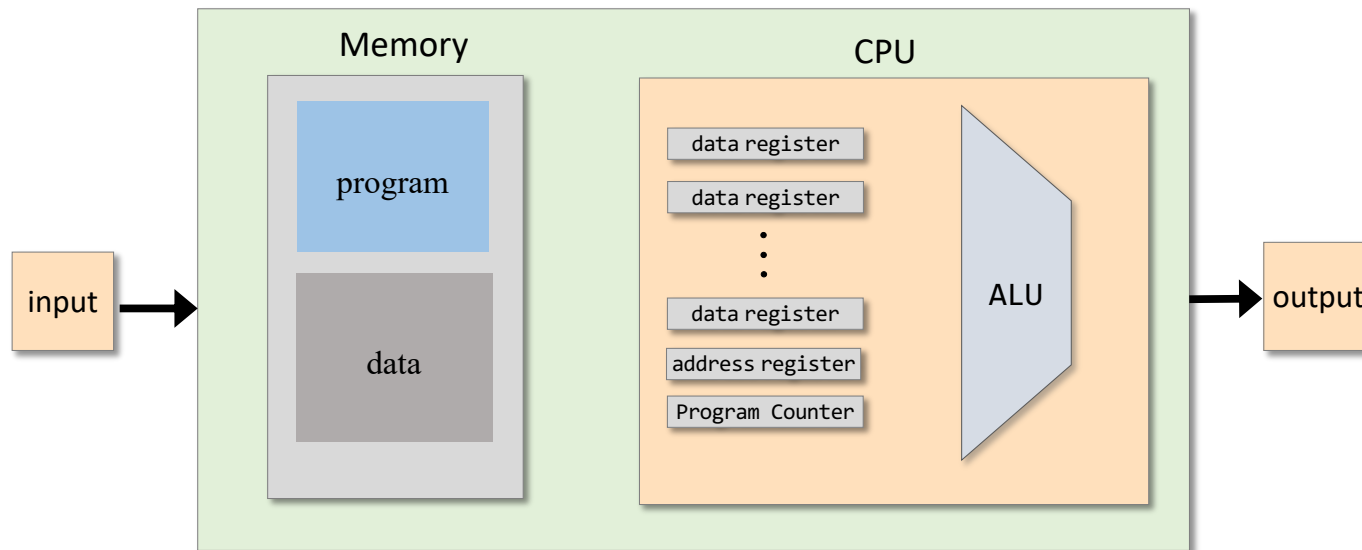 Memory
CPU
program
data
data register
data register
data register
address register
Program Counter
ALU
input
output